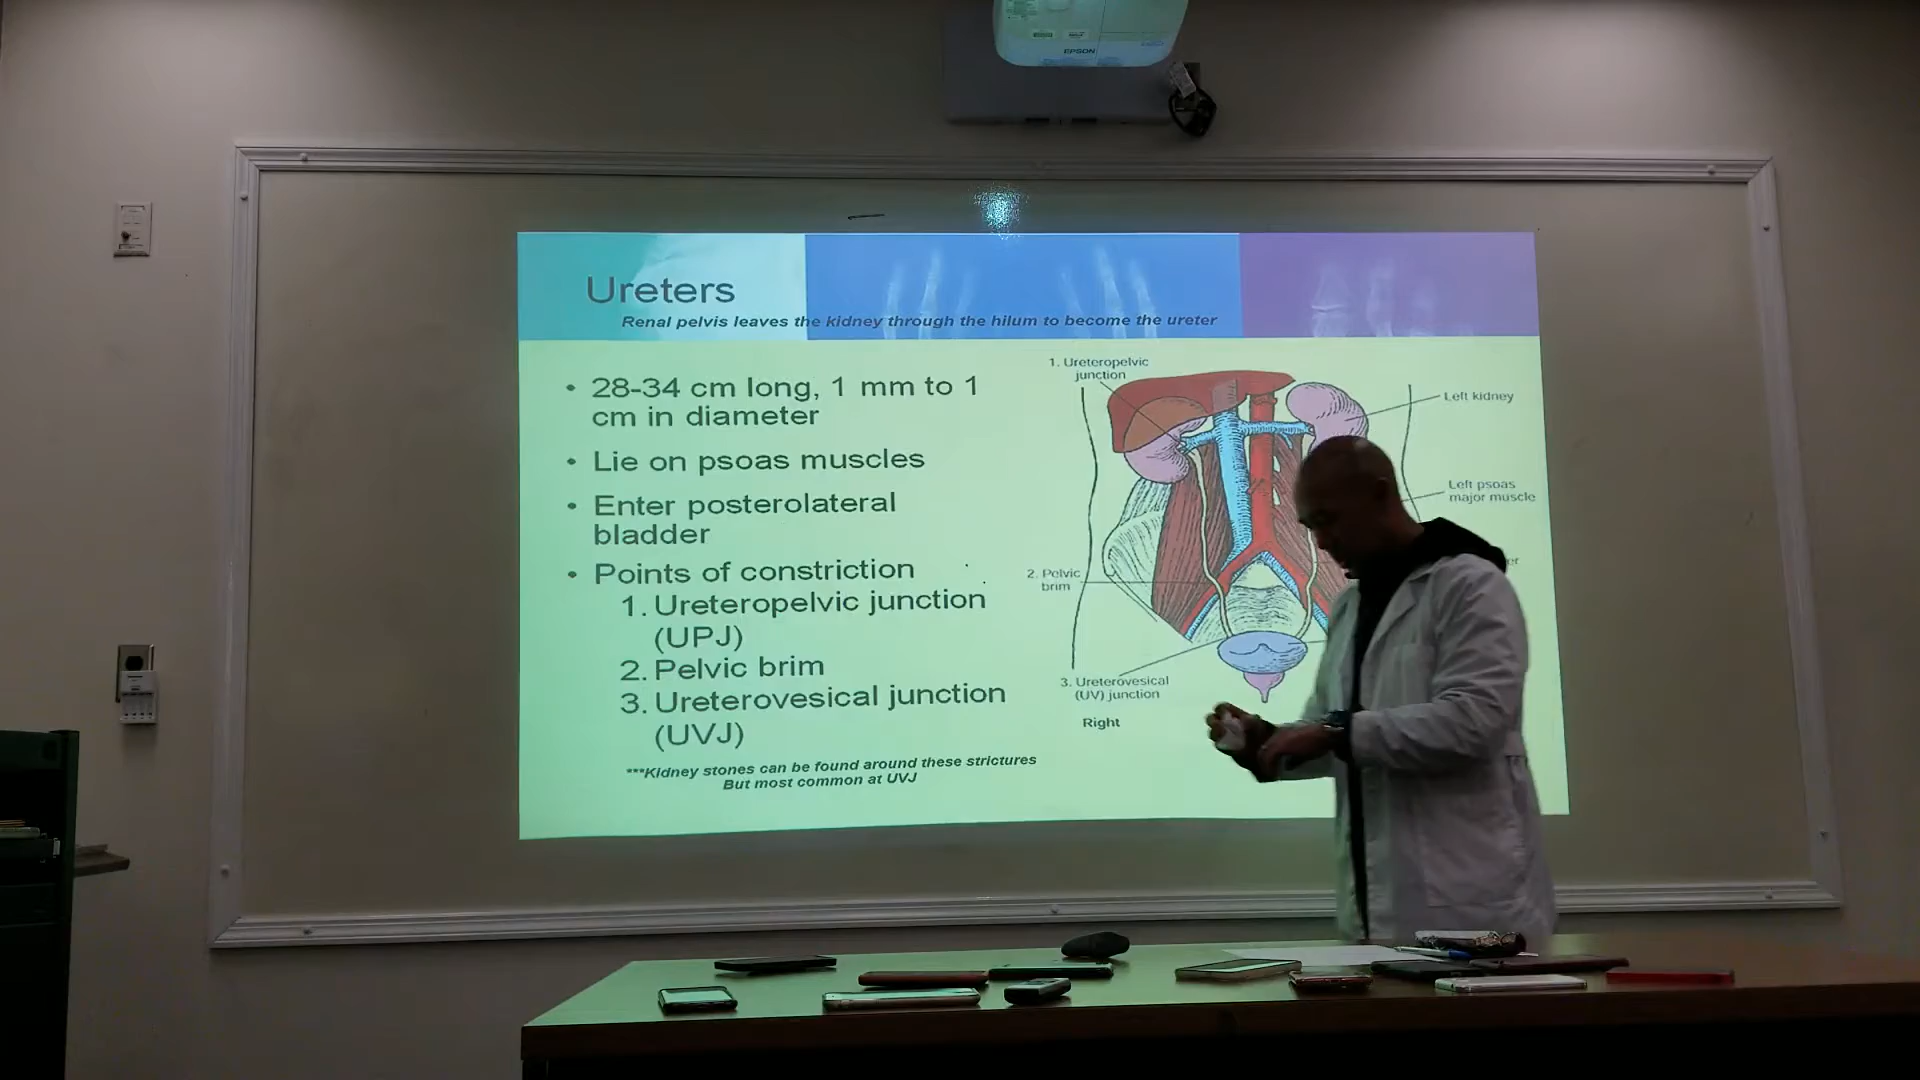 EPSON
Ureters
Renal pelvis leaves the kidney through the hilum to become the ureter
• 28-34 cm long, 1 mm to 1
cm in diameter
• Lie on psoas muscles
• Enter posterolateral
bladder
• Points of constriction
1. Ureteropelvic junction
(UPJ)
2. Pelvic brim
3. Ureterovesical junction
(UVJ)
***Kidney stones can be found around these strictures
But most common at UVJ
1. Ureteropelvic
junction
Left kidney
Left psoas
major muscle
er
2. Pelvic
brim
3. Ureterovesical
(UV) junction
Right